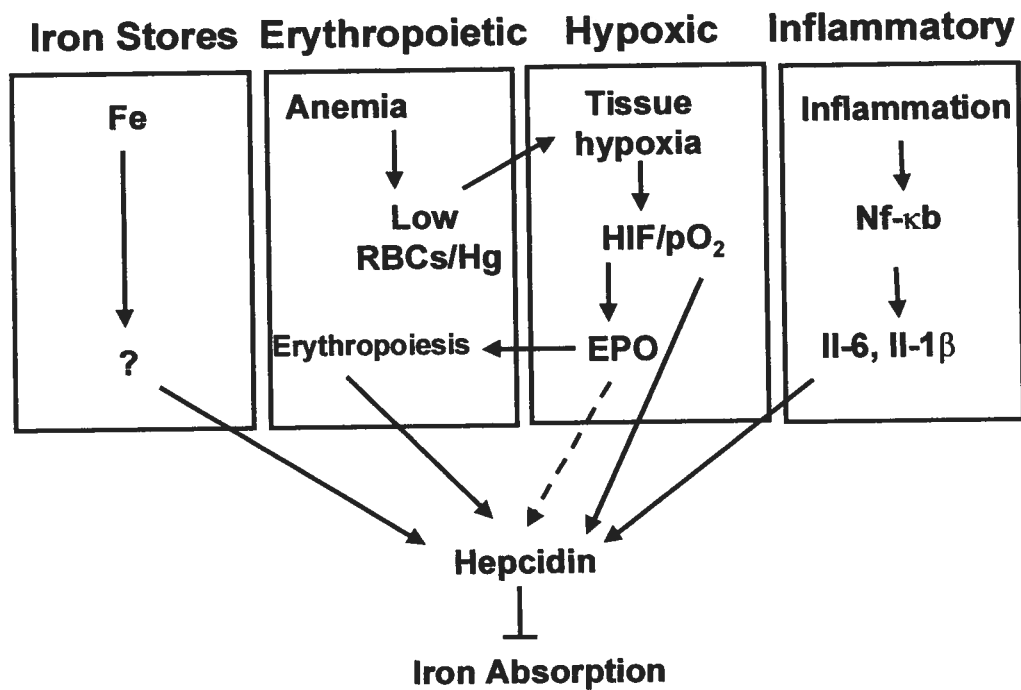 Iron Stores Erythropoietic Hypoxic Inflammatory
Fe
?
Anemia
Low
RBCs/Hg
Erythropoiesis
Tissue
hypoxia
HIF/pO₂
EPO
Inflammation
Nf-κb
Il-6, Il-1β
Hepcidin
Iron Absorption